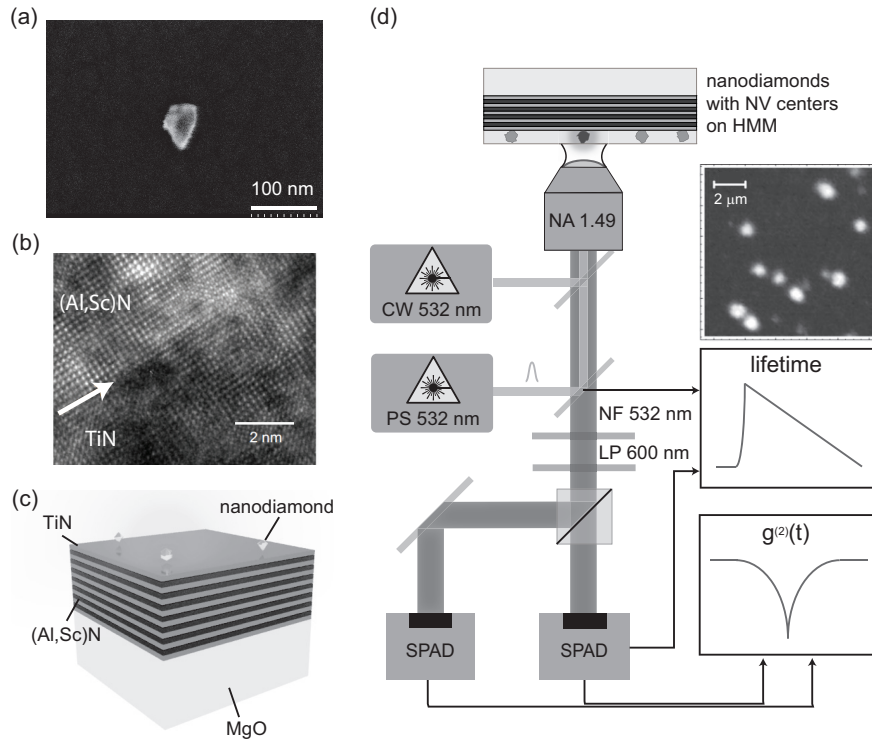 (a)
100 nm
(b)
(Al,Sc)N
TiN
2 nm
(c)
TiN
nanodiamond
(Al,Sc)N
MgO
(d)
nanodiamonds
with NV centers
on HMM
NA 1.49
2 μm
CW 532 nm
PS 532 nm
NF 532 nm
LP 600 nm
lifetime
g(2)(t)
SPAD
SPAD